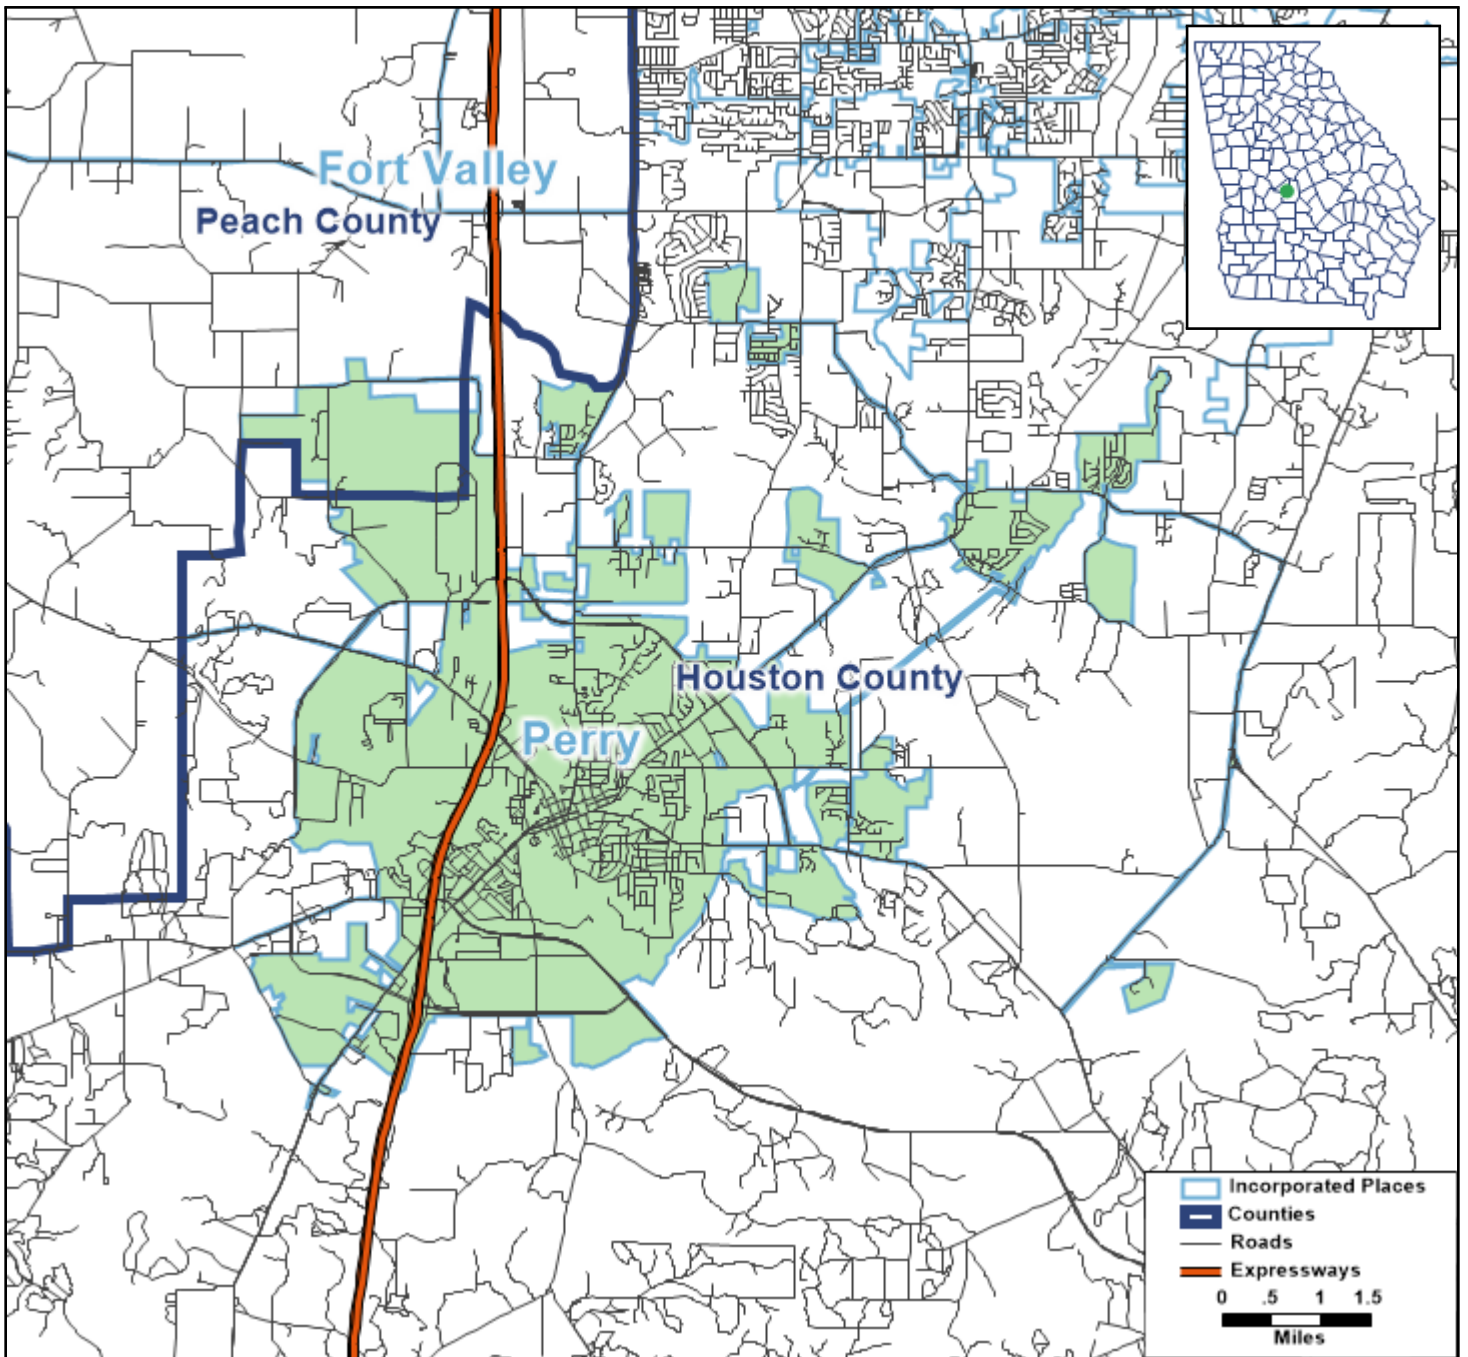 Fort Valley
Peach County
Houston County
Perry
Incorporated Places
Counties
Roads
Expressways
0 .5 1 1.5
Miles